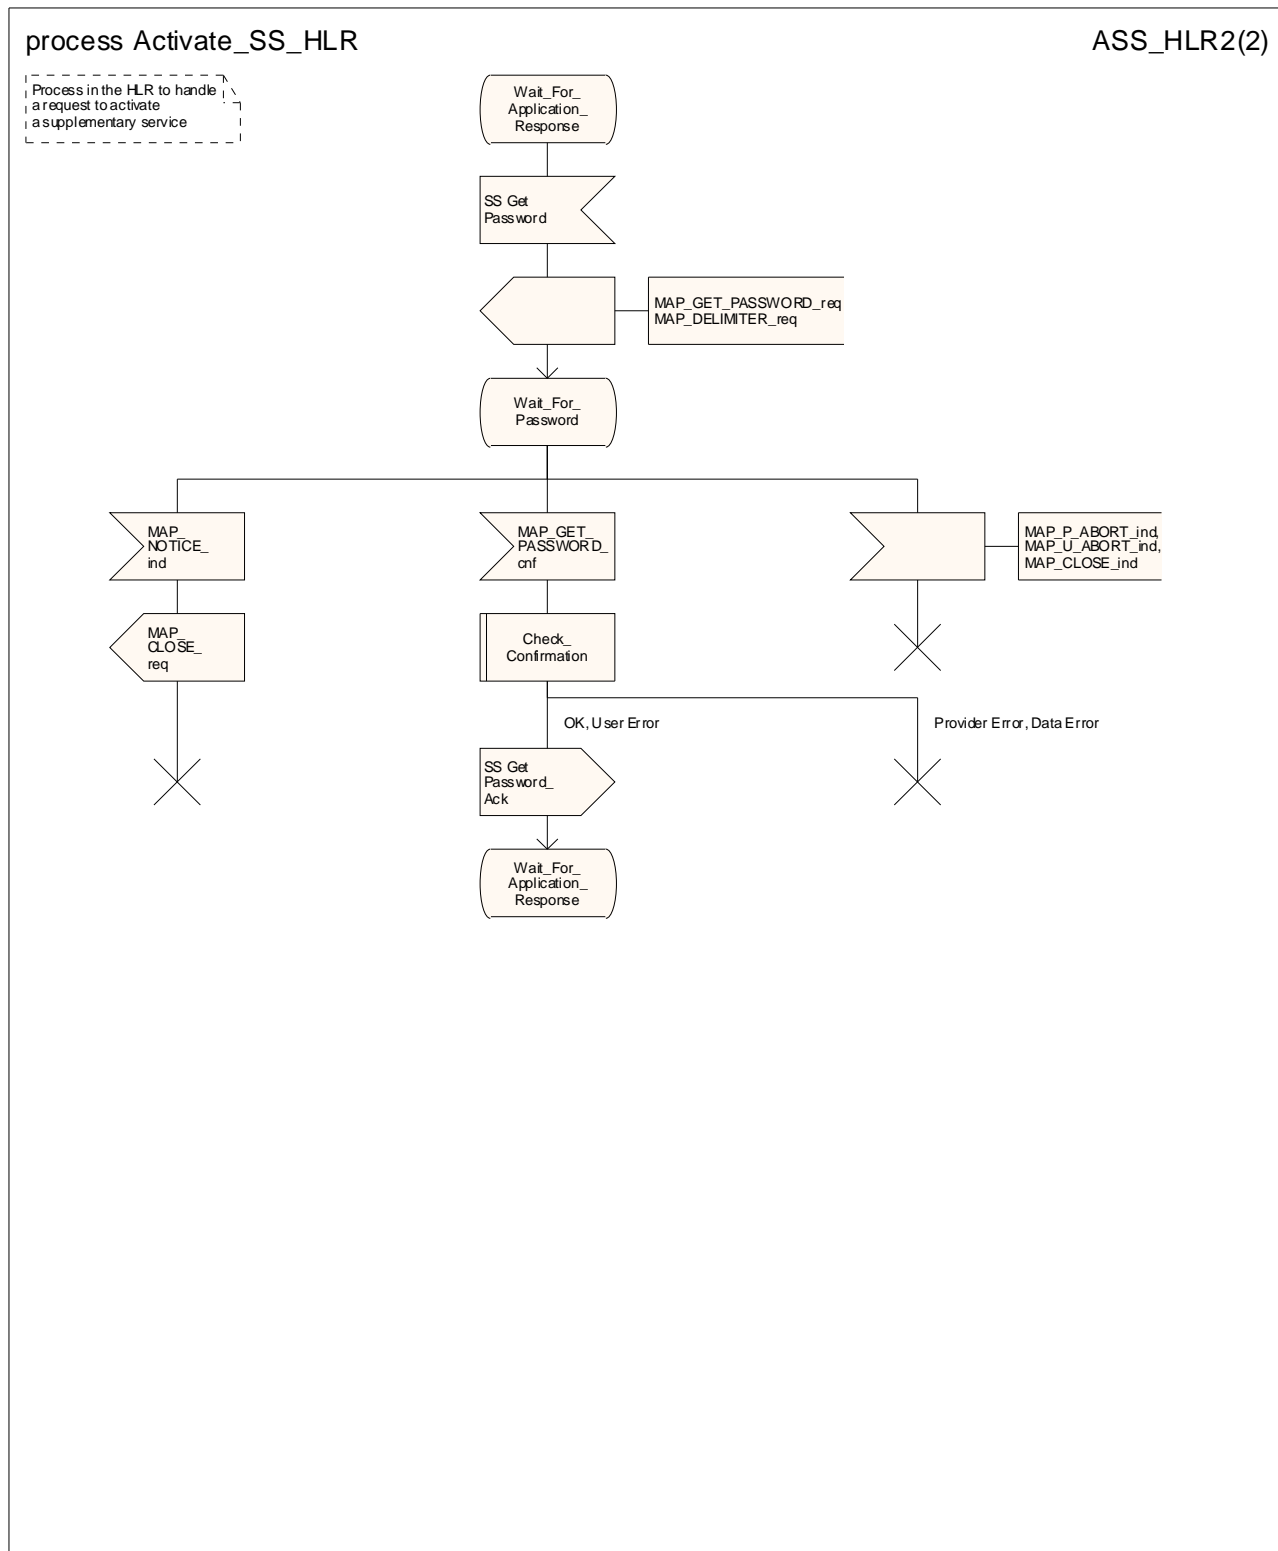 process Activate_SS_HLR
ASS_HLR2(2)
Process in the HLR to handle
a request to activate
a supplementary service
Wait_For_
Application_
Response
SS Get
Password
MAP_GET_PASSWORD_req
MAP_DELIMITER_req
Wait_For_
Password
MAP_
NOTICE_
ind
MAP_GET_
PASSWORD_
cnf
MAP_P_ABORT_ind,
MAP_U_ABORT_ind,
MAP_CLOSE_ind
MAP_
CLOSE_
req
Check_
Confirmation
OK, User Error
Provider Error, Data Error
SS Get
Password_
Ack
Wait_For_
Application_
Response